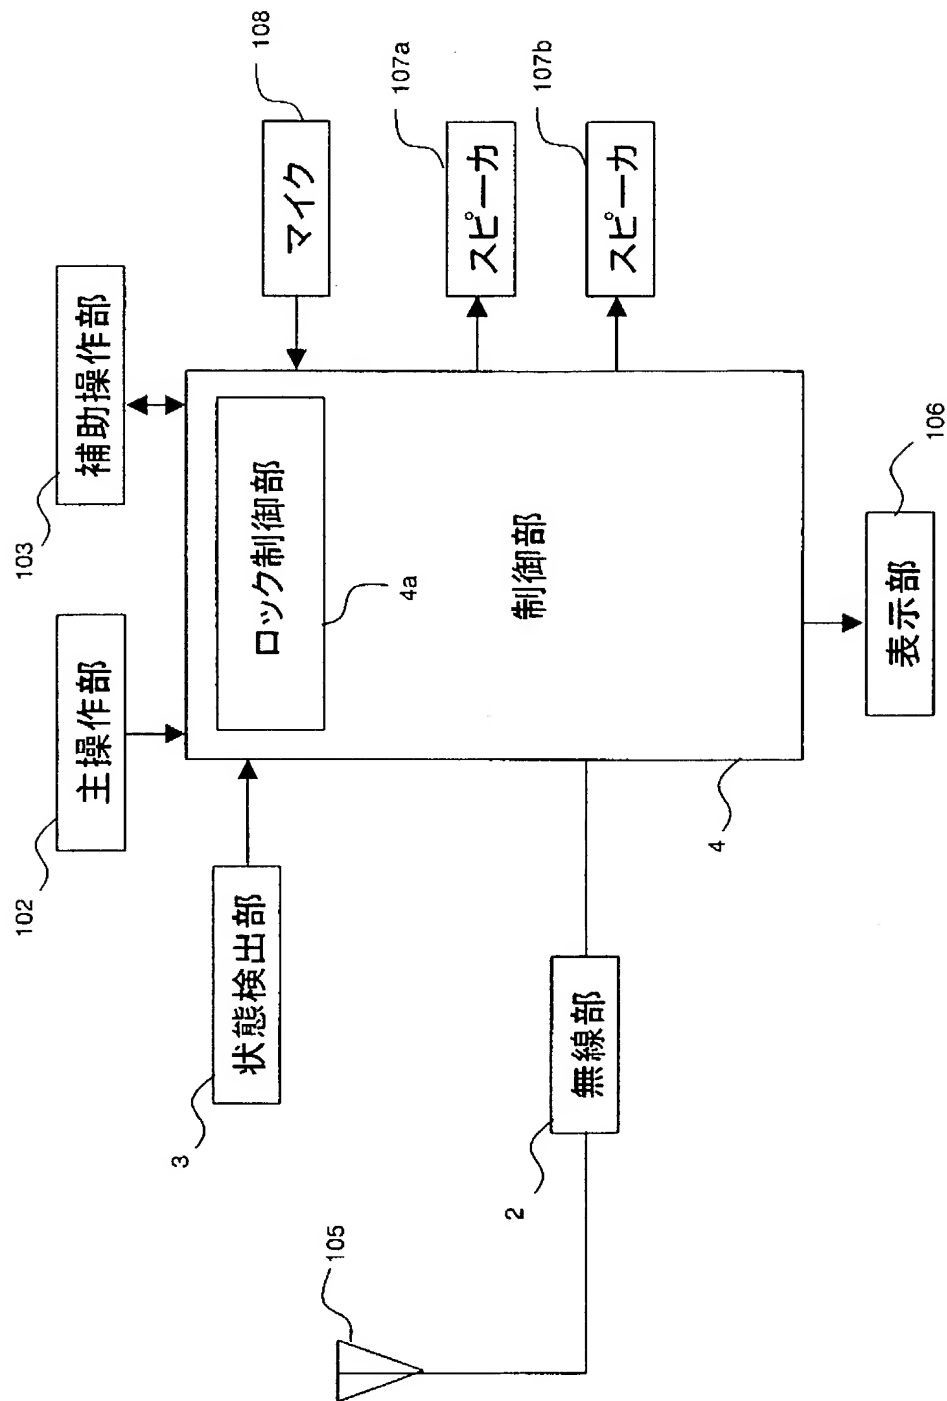 102
主操作部
103
補助操作部
3
状態検出部
ロック制御部
4a
制御部
4
マイク
108
スピーカ
107a
スピーカ
107b
105
2
無線部
表示部
106